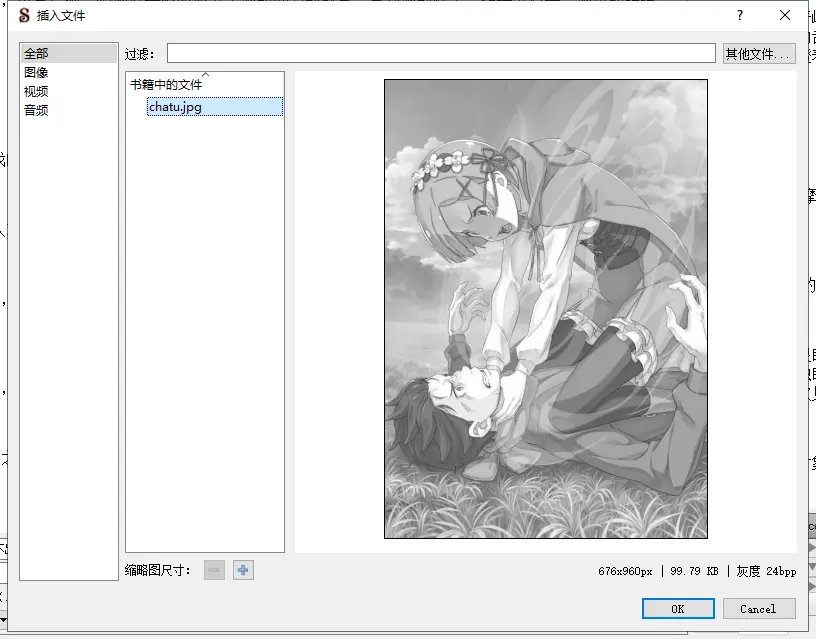 插入文件
?
全部
图像
视频
音频
过滤:
其他文件...
书籍中的文件
chatu.jpg
缩略图尺寸:
676x960px | 99.79 KB | 灰度 24bpp
OK
Cancel